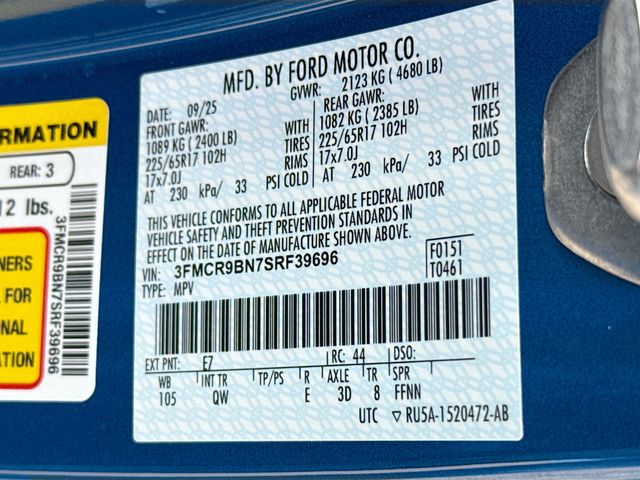 RMATION
REAR: 3
12 lbs.
NERS
L FOR
ONAL
ATION
3FMCR9BN7SRF39696
MFD. BY FORD MOTOR CO.
DATE: 09/25 GVWR: 2123 KG ( 4680 LB)
FRONT GAWR: REAR GAWR:
1089 KG ( 2400 LB) WITH 1082 KG ( 2385 LB) WITH
225/65R17 102H TIRES 225/65R17 102H TIRES
17x7.0J RIMS 17x7.0J RIMS
AT 230 kPa/ 33 PSI COLD AT 230 kPa/ 33 PSI COLD
THIS VEHICLE CONFORMS TO ALL APPLICABLE FEDERAL MOTOR
VEHICLE SAFETY AND THEFT PREVENTION STANDARDS IN
EFFECT ON THE DATE OF MANUFACTURE SHOWN ABOVE.
VIN: 3FMCR9BN7SRF39696 F0151
TYPE: MPV T0461
EXT PNT: E7 RC: 44 DSO:
WB INT TR TP/PS R AXLE TR SPR
105 QW E 3D 8 FFNN
UTC ▽ RU5A-1520472-AB